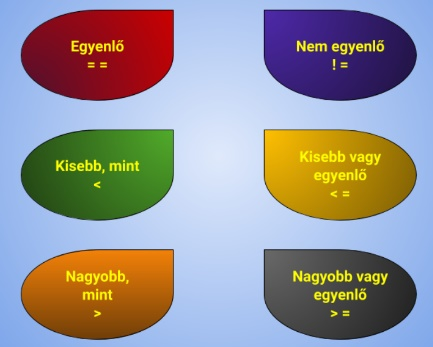 Egyenlő
= =
Nem egyenlő
! =
Kisebb, mint
<
Kisebb vagy
egyenlő
< =
Nagyobb,
mint
>
Nagyobb vagy
egyenlő
> =